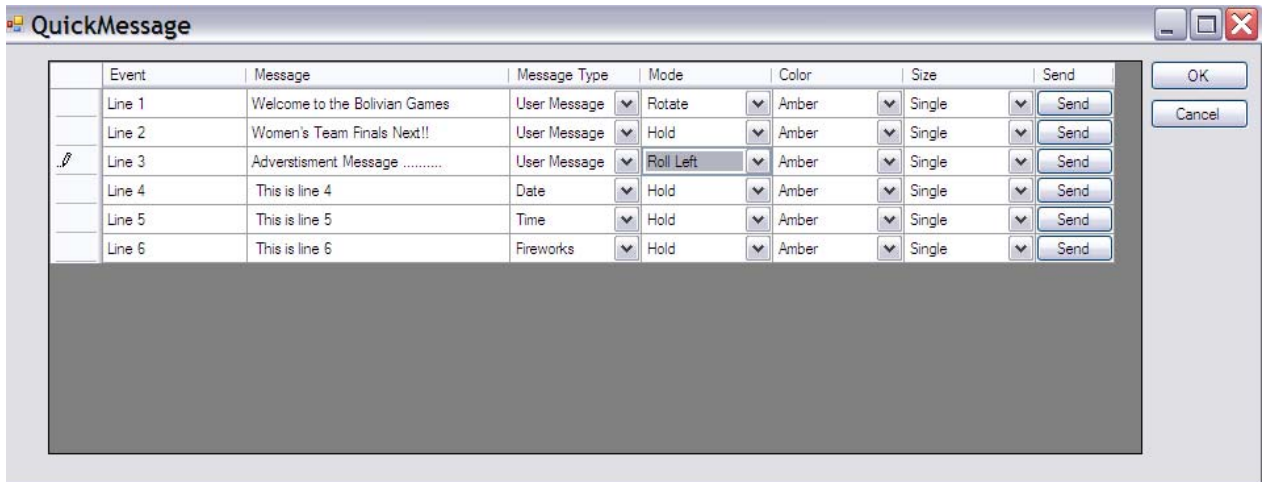 QuickMessage
Event Message Message Type Mode Color Size Send OK
Line 1 Welcome to the Bolivian Games User Message Rotate Amber Single Send
Cancel
Line 2 Women's Team Finals Next!! User Message Hold Amber Single Send
Line 3 Adverstisment Message .......... User Message Roll Left Amber Single Send
Line 4 This is line 4 Date Hold Amber Single Send
Line 5 This is line 5 Time Hold Amber Single Send
Line 6 This is line 6 Fireworks Hold Amber Single Send